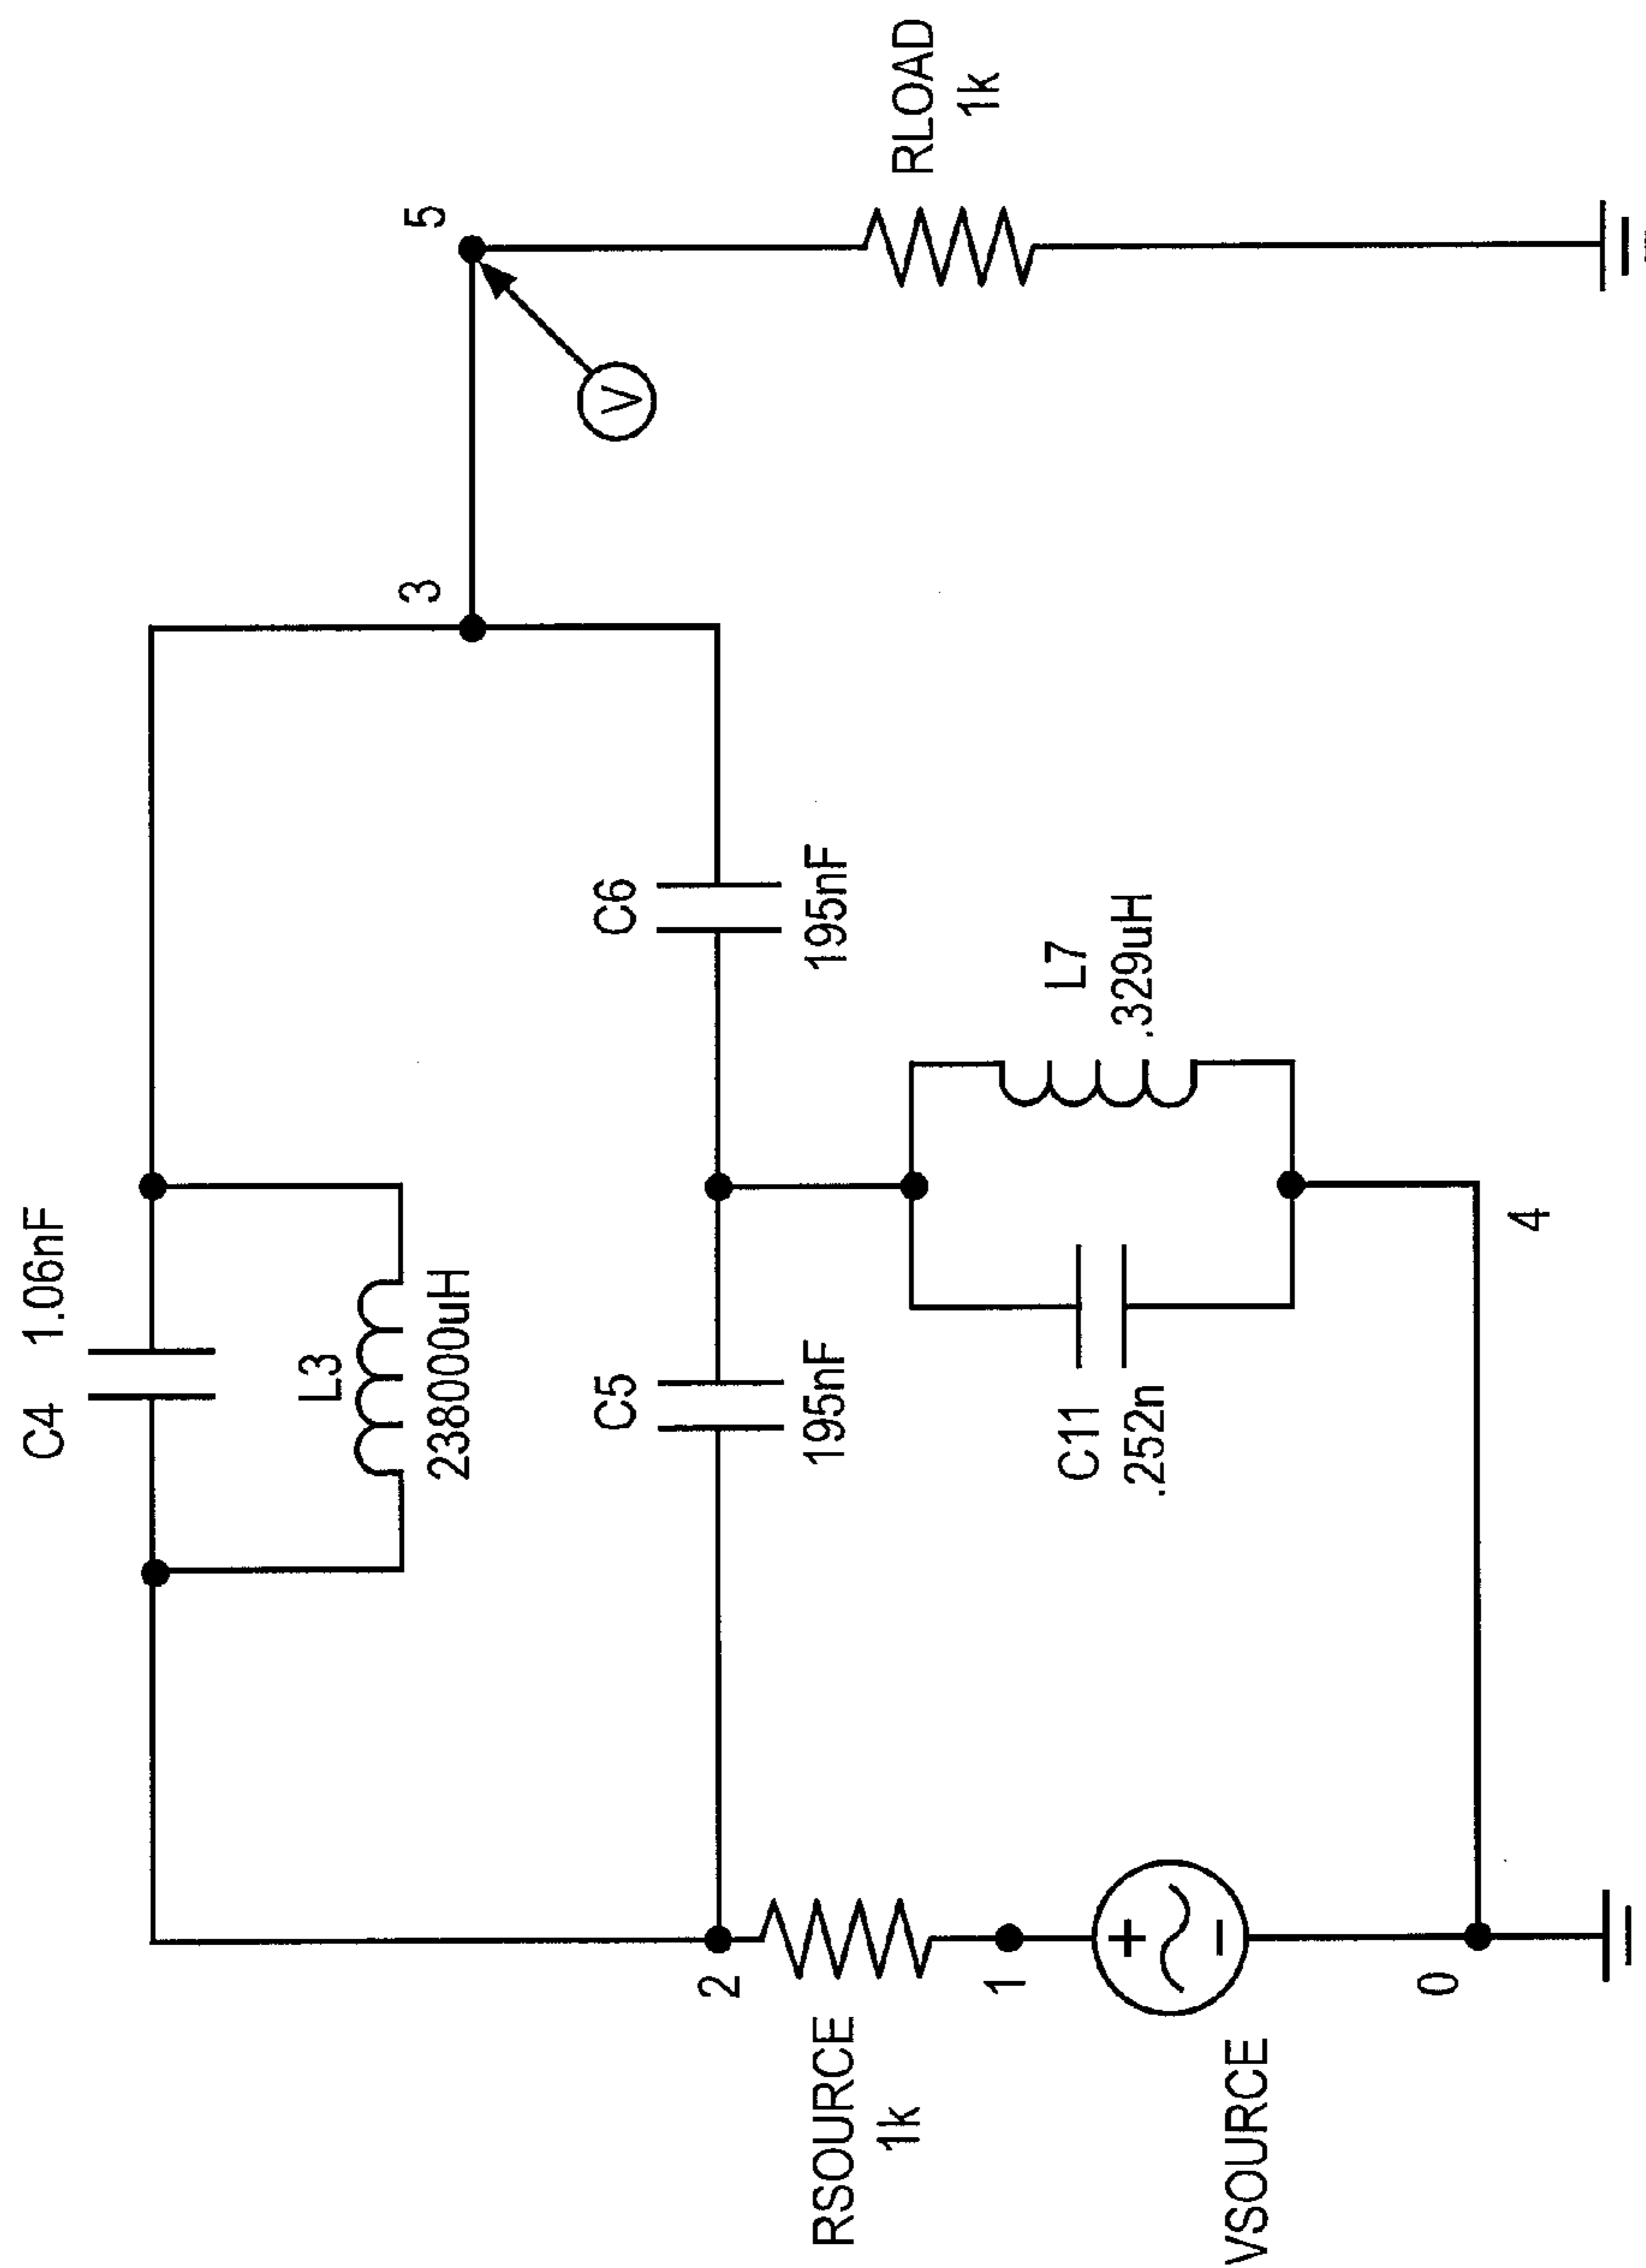 C4 1.06nF
L3
238000uH
3
5
V
C5
195nF
C6
195nF
RLOAD
1k
2
RSOURCE
1k
1
C11
.252n
L7
.329uH
+
-
VSOURCE
0
4